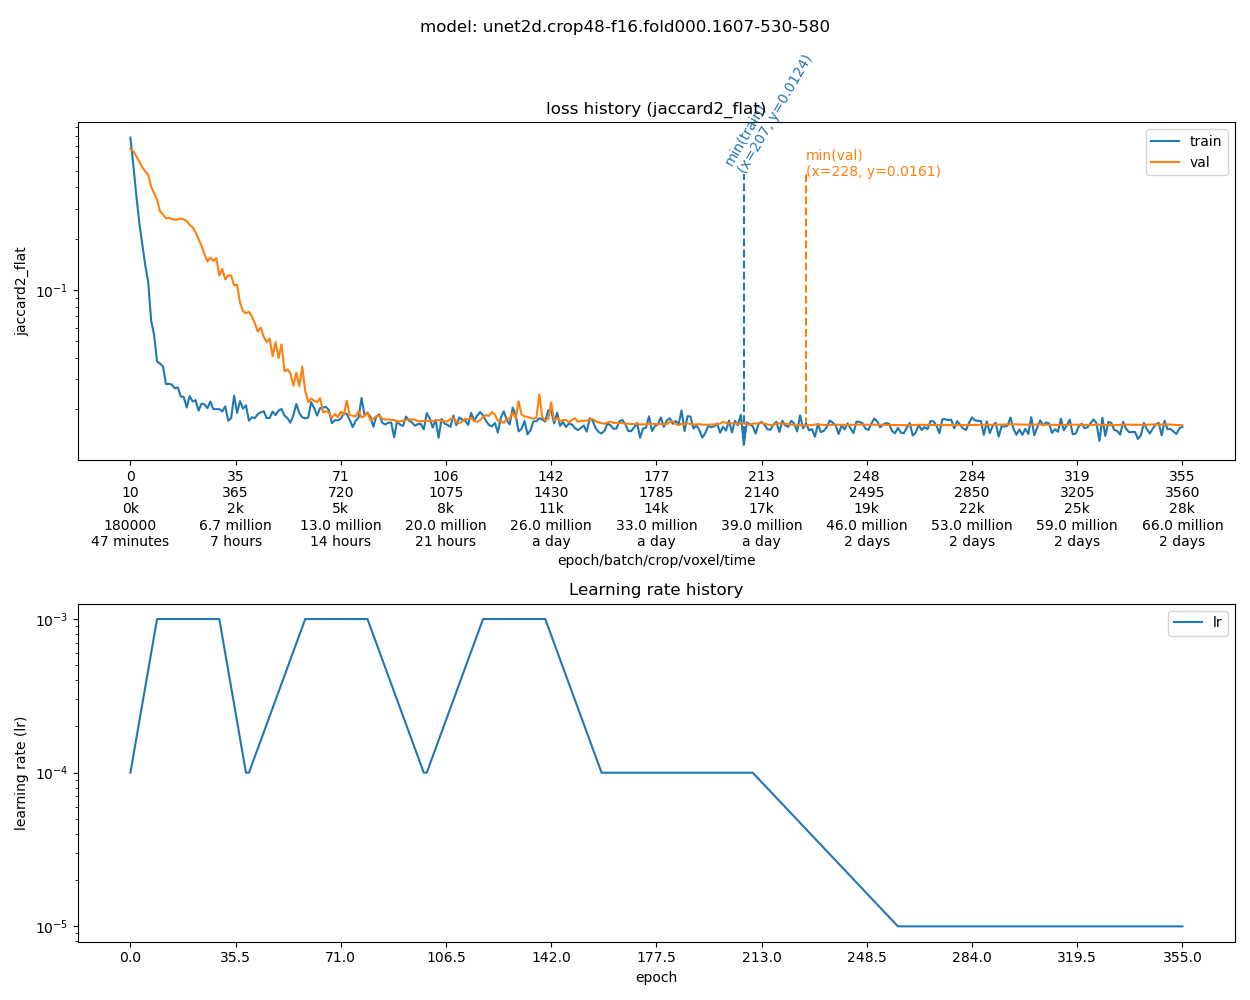 model: unet2d.crop48-f16.fold000.1607-530-580
loss history (jaccard2_flat)
min(train)
(x=207, y=0.0124)
min(val)
(x=228, y=0.0161)
train
val
jaccard2_flat
10⁻¹
0 35 71 106 142 177 213 248 284 319 355
10 365 720 1075 1430 1785 2140 2495 2850 3205 3560
0k 2k 5k 8k 11k 14k 17k 19k 22k 25k 28k
180000 6.7 million 13.0 million 20.0 million 26.0 million 33.0 million 39.0 million 46.0 million 53.0 million 59.0 million 66.0 million
47 minutes 7 hours 14 hours 21 hours a day a day a day 2 days 2 days 2 days 2 days
epoch/batch/crop/voxel/time
Learning rate history
lr
learning rate (lr)
10⁻³
10⁻⁴
10⁻⁵
0.0 35.5 71.0 106.5 142.0 177.5 213.0 248.5 284.0 319.5 355.0
epoch